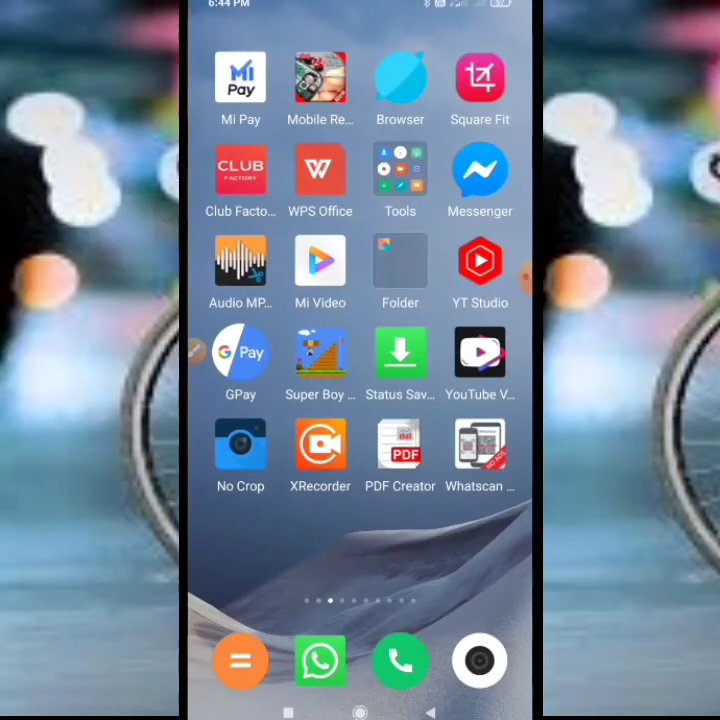 6:44 PM
Mi Pay
Mobile Re...
Browser
Square Fit
CLUB FACTORY
Club Facto...
WPS Office
Tools
Messenger
Audio MP...
Mi Video
Folder
YT Studio
G Pay
GPay
Super Boy ...
Status Sav...
YouTube V...
PDF
NO ADS
No Crop
XRecorder
PDF Creator
Whatscan ...